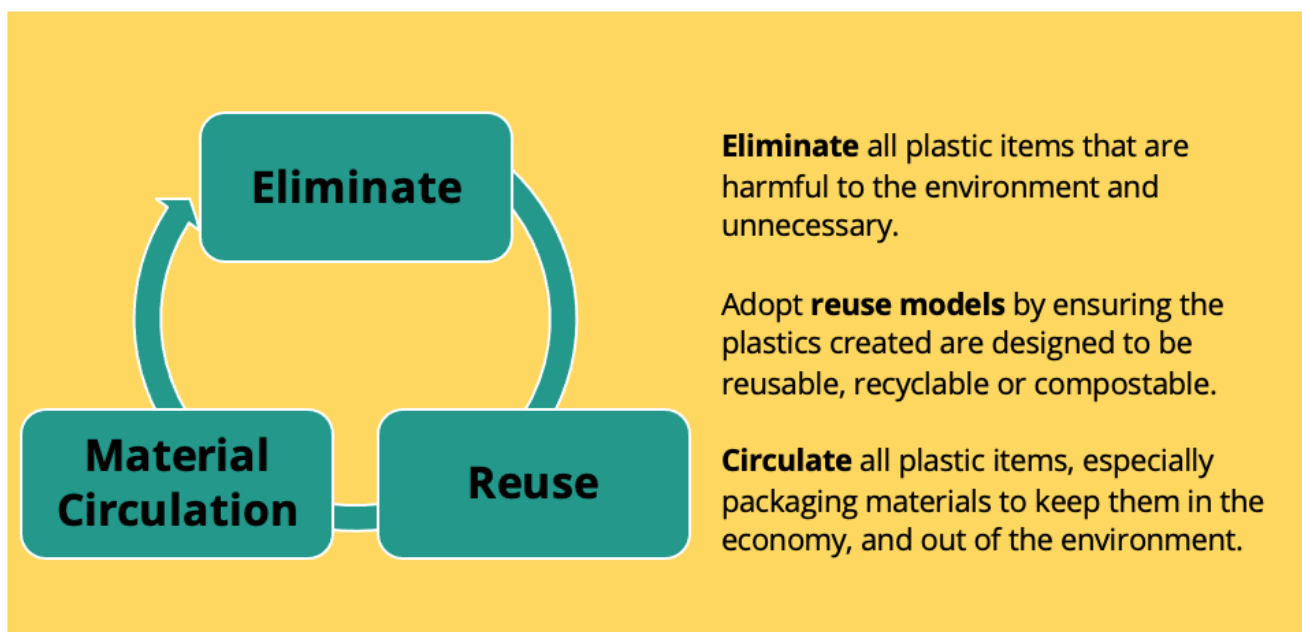 Eliminate
Material
Circulation
Reuse
Eliminate all plastic items that are
harmful to the environment and
unnecessary.
Adopt reuse models by ensuring the
plastics created are designed to be
reusable, recyclable or compostable.
Circulate all plastic items, especially
packaging materials to keep them in the
economy, and out of the environment.